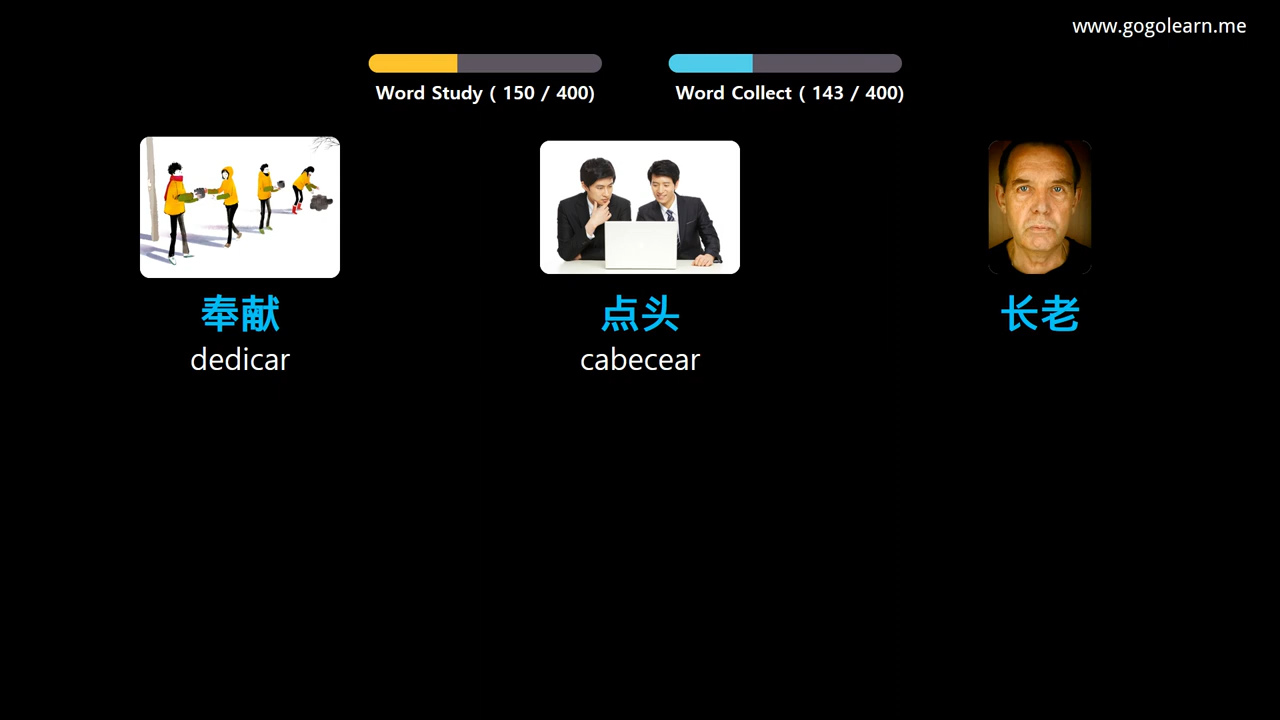 www.gogolearn.me
Word Study ( 150 / 400)
Word Collect ( 143 / 400)
奉献
dedicar
点头
cabecear
长老